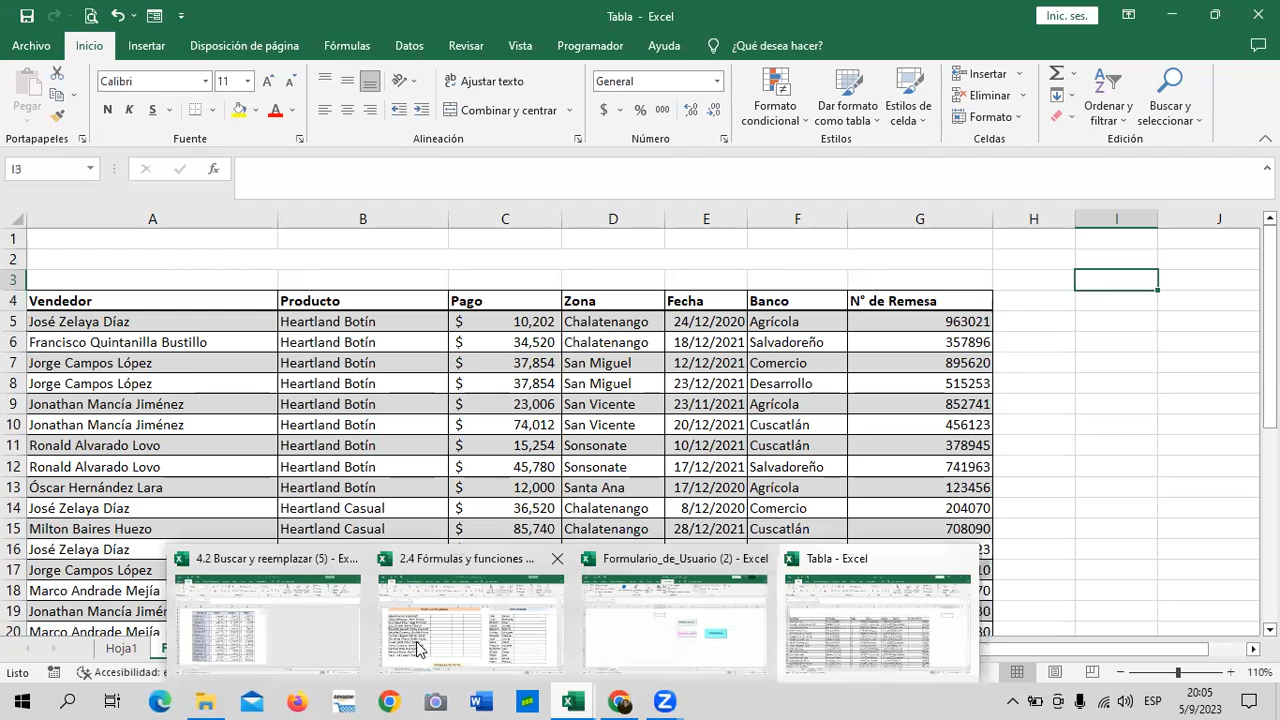 Tabla - Excel
Inic. ses.
Archivo Inicio Insertar Disposición de página Fórmulas Datos Revisar Vista Programador Ayuda ¿Qué desea hacer?
Pegar
Calibri 11
N K S
Ajustar texto
Combinar y centrar
General
$ % 000
Formato condicional
Dar formato como tabla
Estilos de celda
Insertar
Eliminar
Formato
Ordenar y filtrar
Buscar y seleccionar
Portapapeles Fuente Alineación Número Estilos Celdas Edición
I3 fx
A B C D E F G H I J
1
2
3
4 Vendedor Producto Pago Zona Fecha Banco N° de Remesa
5 José Zelaya Díaz Heartland Botín $ 10,202 Chalatenango 24/12/2020 Agrícola 963021
6 Francisco Quintanilla Bustillo Heartland Botín $ 34,520 Chalatenango 18/12/2021 Salvadoreño 357896
7 Jorge Campos López Heartland Botín $ 37,854 San Miguel 12/12/2021 Comercio 895620
8 Jorge Campos López Heartland Botín $ 37,854 San Miguel 23/12/2021 Desarrollo 515253
9 Jonathan Mancía Jiménez Heartland Botín $ 23,006 San Vicente 23/11/2021 Agrícola 852741
10 Jonathan Mancía Jiménez Heartland Botín $ 74,012 San Vicente 20/12/2021 Cuscatlán 456123
11 Ronald Alvarado Lovo Heartland Botín $ 15,254 Sonsonate 10/12/2021 Comercio 378945
12 Ronald Alvarado Lovo Heartland Botín $ 45,780 Sonsonate 17/12/2021 Salvadoreño 741963
13 Óscar Hernández Lara Heartland Botín $ 12,000 Santa Ana 17/12/2021 Agrícola 123456
14 José Zelaya Díaz Heartland Casual $ 36,520 Chalatenango 8/12/2020 Comercio 204070
15 Milton Baires Huezo Heartland Casual $ 85,740 Chalatenango 28/12/2021 Cuscatlán 708090
16 José Zelaya Díaz
17 Jorge Campos
18 Marco Andrade Mejía
19 Jonathan Mancía
20 Marco Andrade Mejía
4.2 Buscar y reemplazar (5) - Ex...
2.4 Fórmulas y funciones ...
Formulario_de_Usuario (2) - Excel
Tabla - Excel
Hoja1
Listo Accesibilidad:
110%
ESP
20:05
5/9/2023